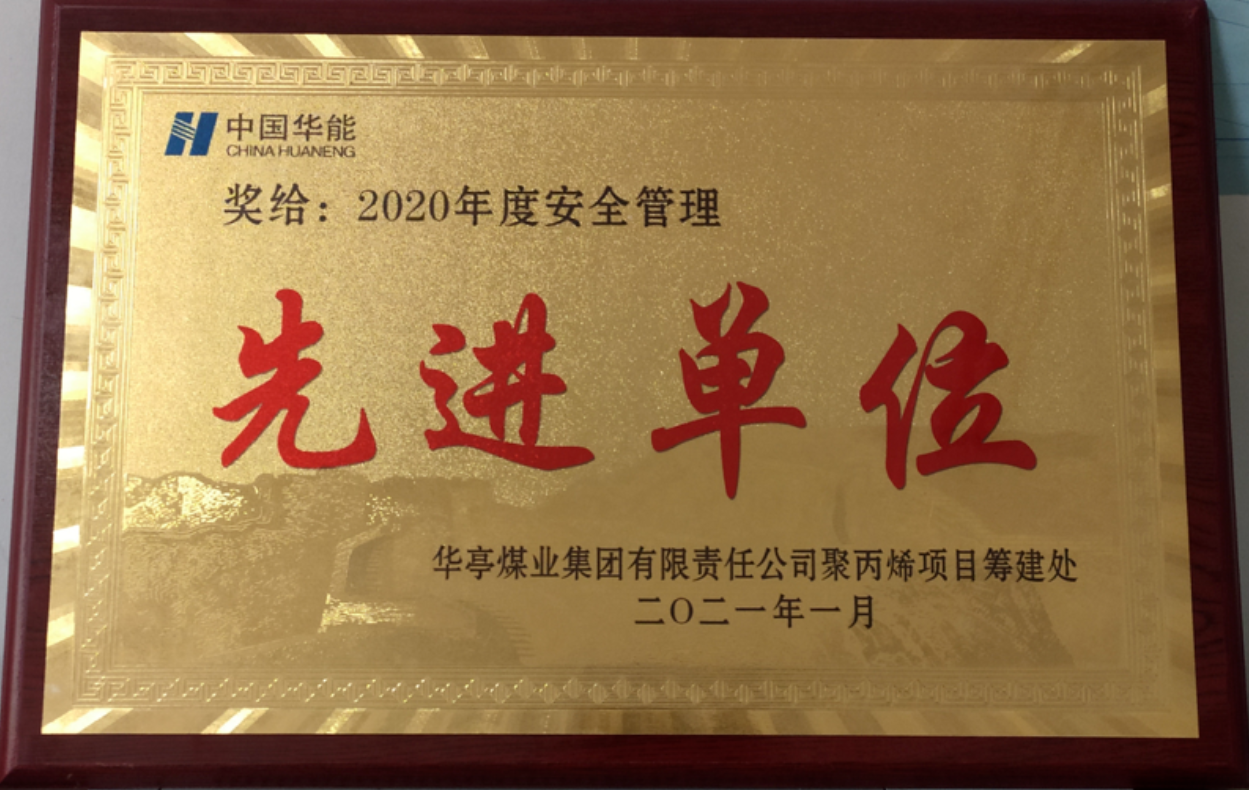 中国华能
CHINA HUANENG
奖给：2020年度安全管理
先进单位
华亭煤业集团有限责任公司聚丙烯项目筹建处
二〇二一年一月